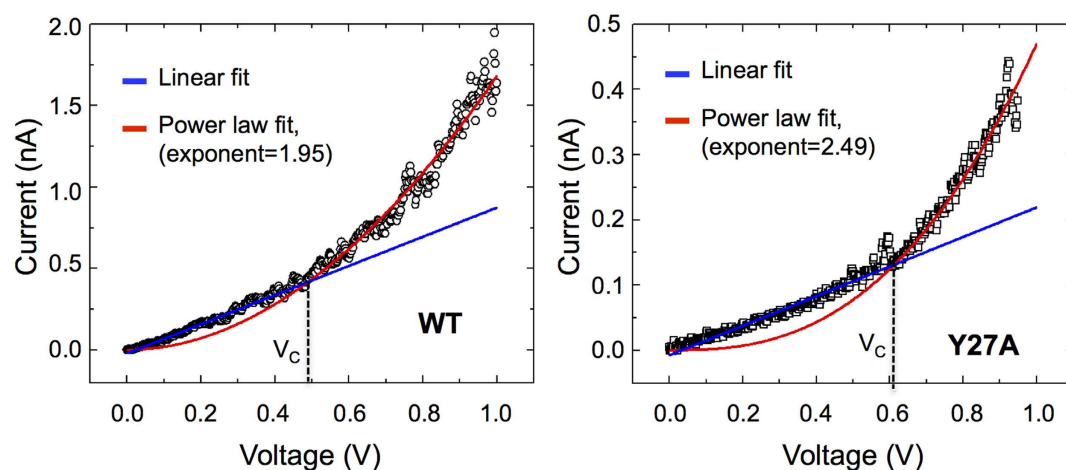 2.0
1.5
1.0
0.5
0.0
Current (nA)
Linear fit
Power law fit,
(exponent=1.95)
V_C
WT
0.0 0.2 0.4 0.6 0.8 1.0
Voltage (V)
0.5
0.4
0.3
0.2
0.1
0.0
Current (nA)
Linear fit
Power law fit,
(exponent=2.49)
V_C
Y27A
0.0 0.2 0.4 0.6 0.8 1.0
Voltage (V)